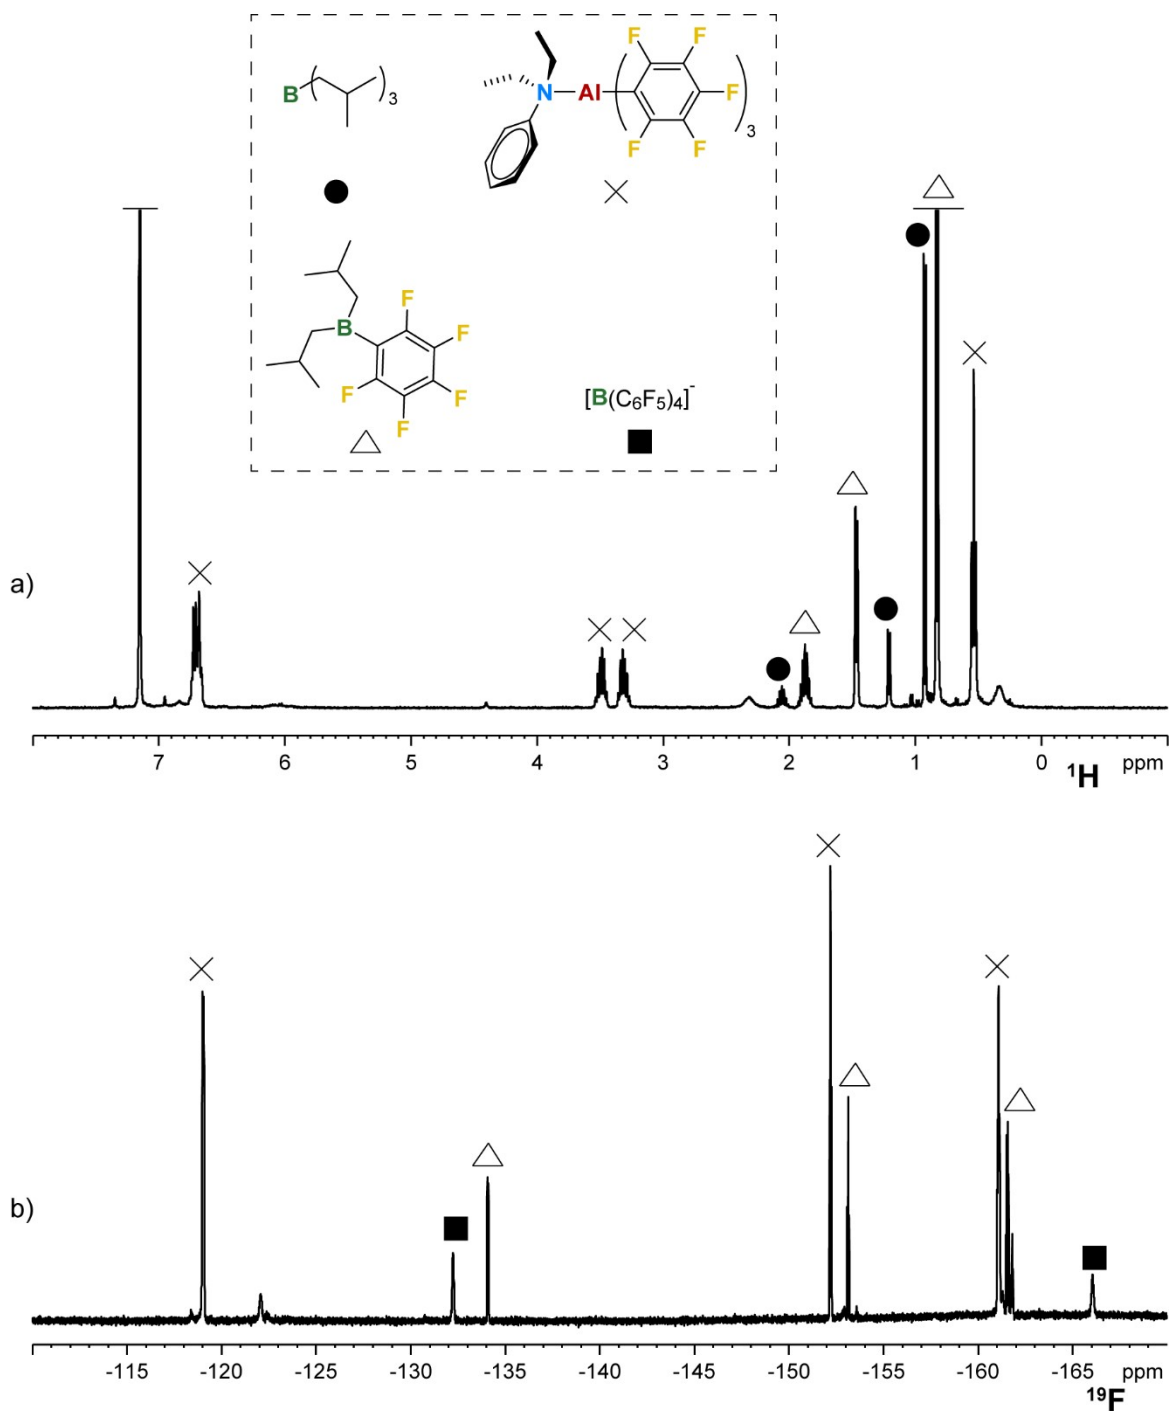 B ( ) 3
N Al ( F F F F F ) 3
B F F F F F
[B(C6F5)4]-
a)
7 6 5 4 3 2 1 0 ppm
1H
b)
-115 -120 -125 -130 -135 -140 -145 -150 -155 -160 -165 ppm
19F